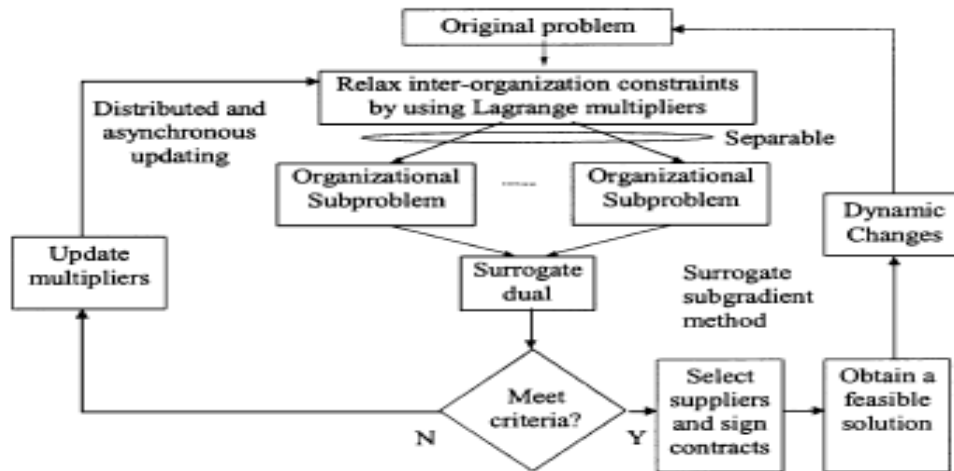 Original problem
Relax inter-organization constraints
by using Lagrange multipliers
Distributed and
asynchronous
updating
Separable
Organizational
Subproblem
Organizational
Subproblem
Dynamic
Changes
Update
multipliers
Surrogate
dual
Surrogate
subgradient
method
Meet
criteria?
N
Y
Select
suppliers
and sign
contracts
Obtain a
feasible
solution